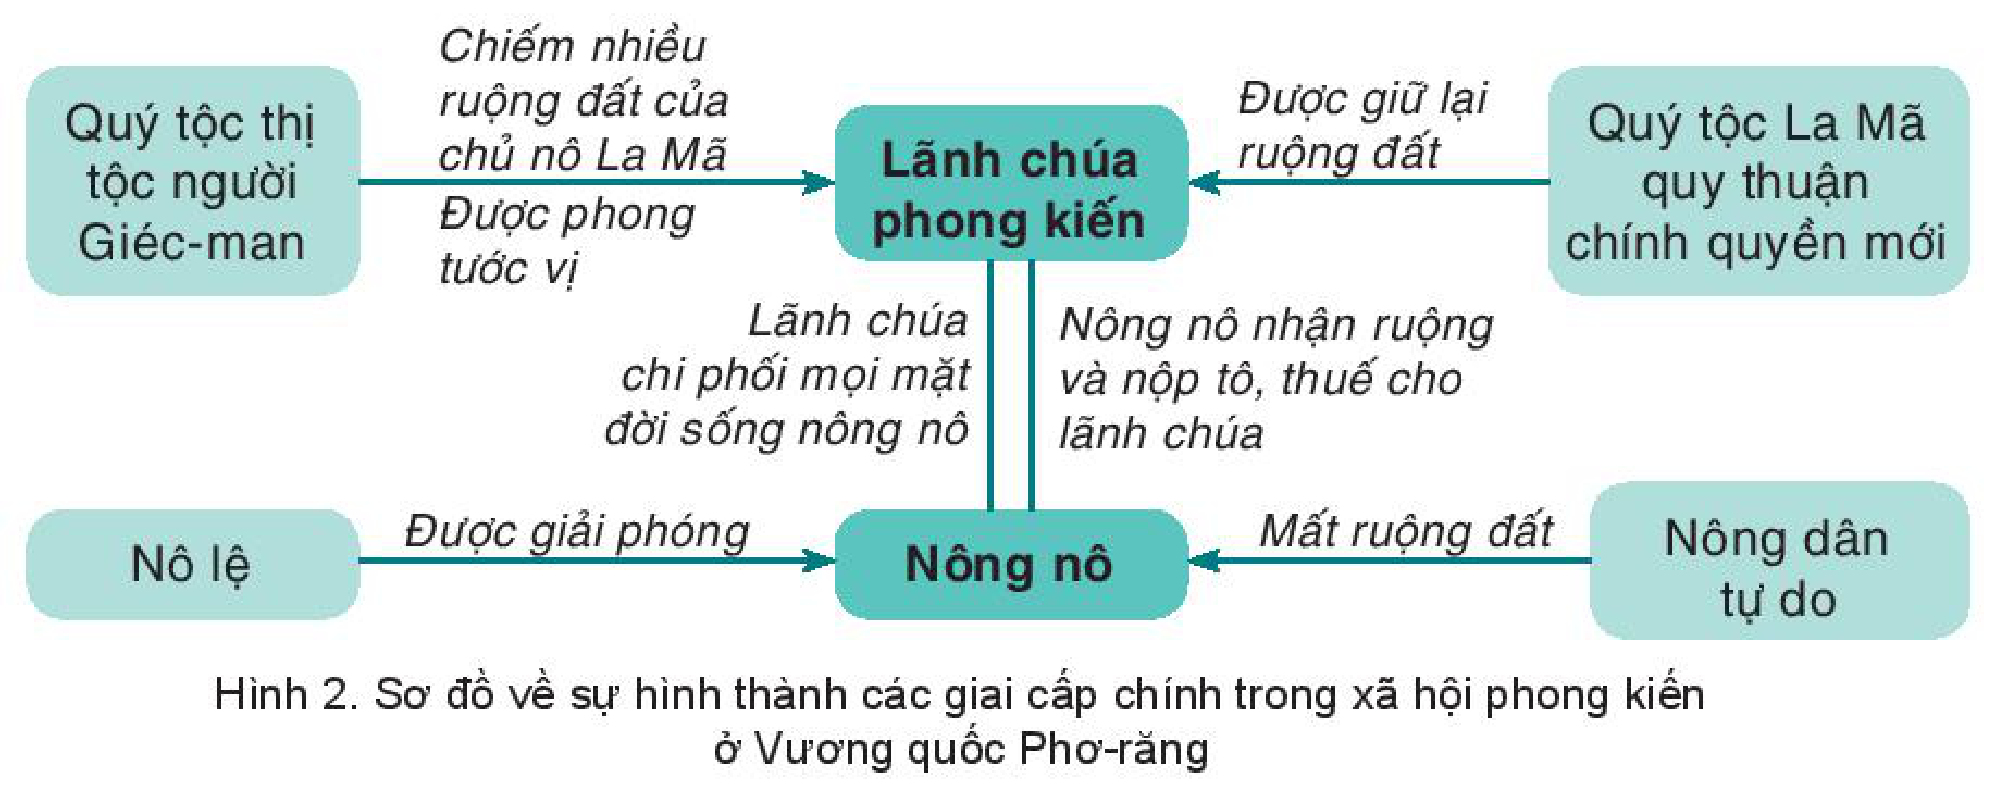 Quý tộc thị
tộc người
Giéc-man
Chiếm nhiều
ruộng đất của
chủ nô La Mã
Được phong
tước vị
Lãnh chúa
phong kiến
Được giữ lại
ruộng đất
Quý tộc La Mã
quy thuận
chính quyền mới
Lãnh chúa
chi phối mọi mặt
đời sống nông nô
Nông nô nhận ruộng
và nộp tô, thuế cho
lãnh chúa
Nô lệ
Được giải phóng
Nông nô
Mất ruộng đất
Nông dân
tự do
Hình 2. Sơ đồ về sự hình thành các giai cấp chính trong xã hội phong kiến
ở Vương quốc Phơ-răng